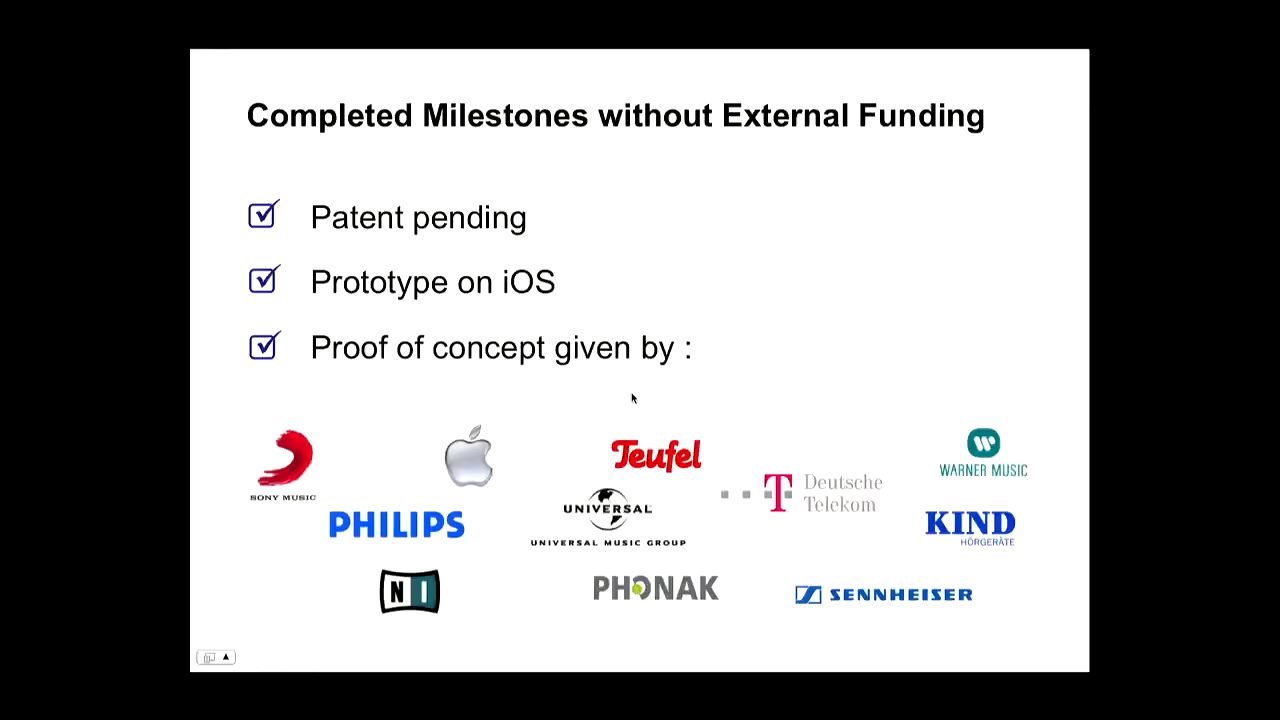 Completed Milestones without External Funding
Patent pending
Prototype on iOS
Proof of concept given by :
SONY MUSIC
Teufel
WARNER MUSIC
Deutsche
Telekom
PHILIPS
UNIVERSAL
UNIVERSAL MUSIC GROUP
KIND
HÖRGERÄTE
NI
PHONAK
SENNHEISER